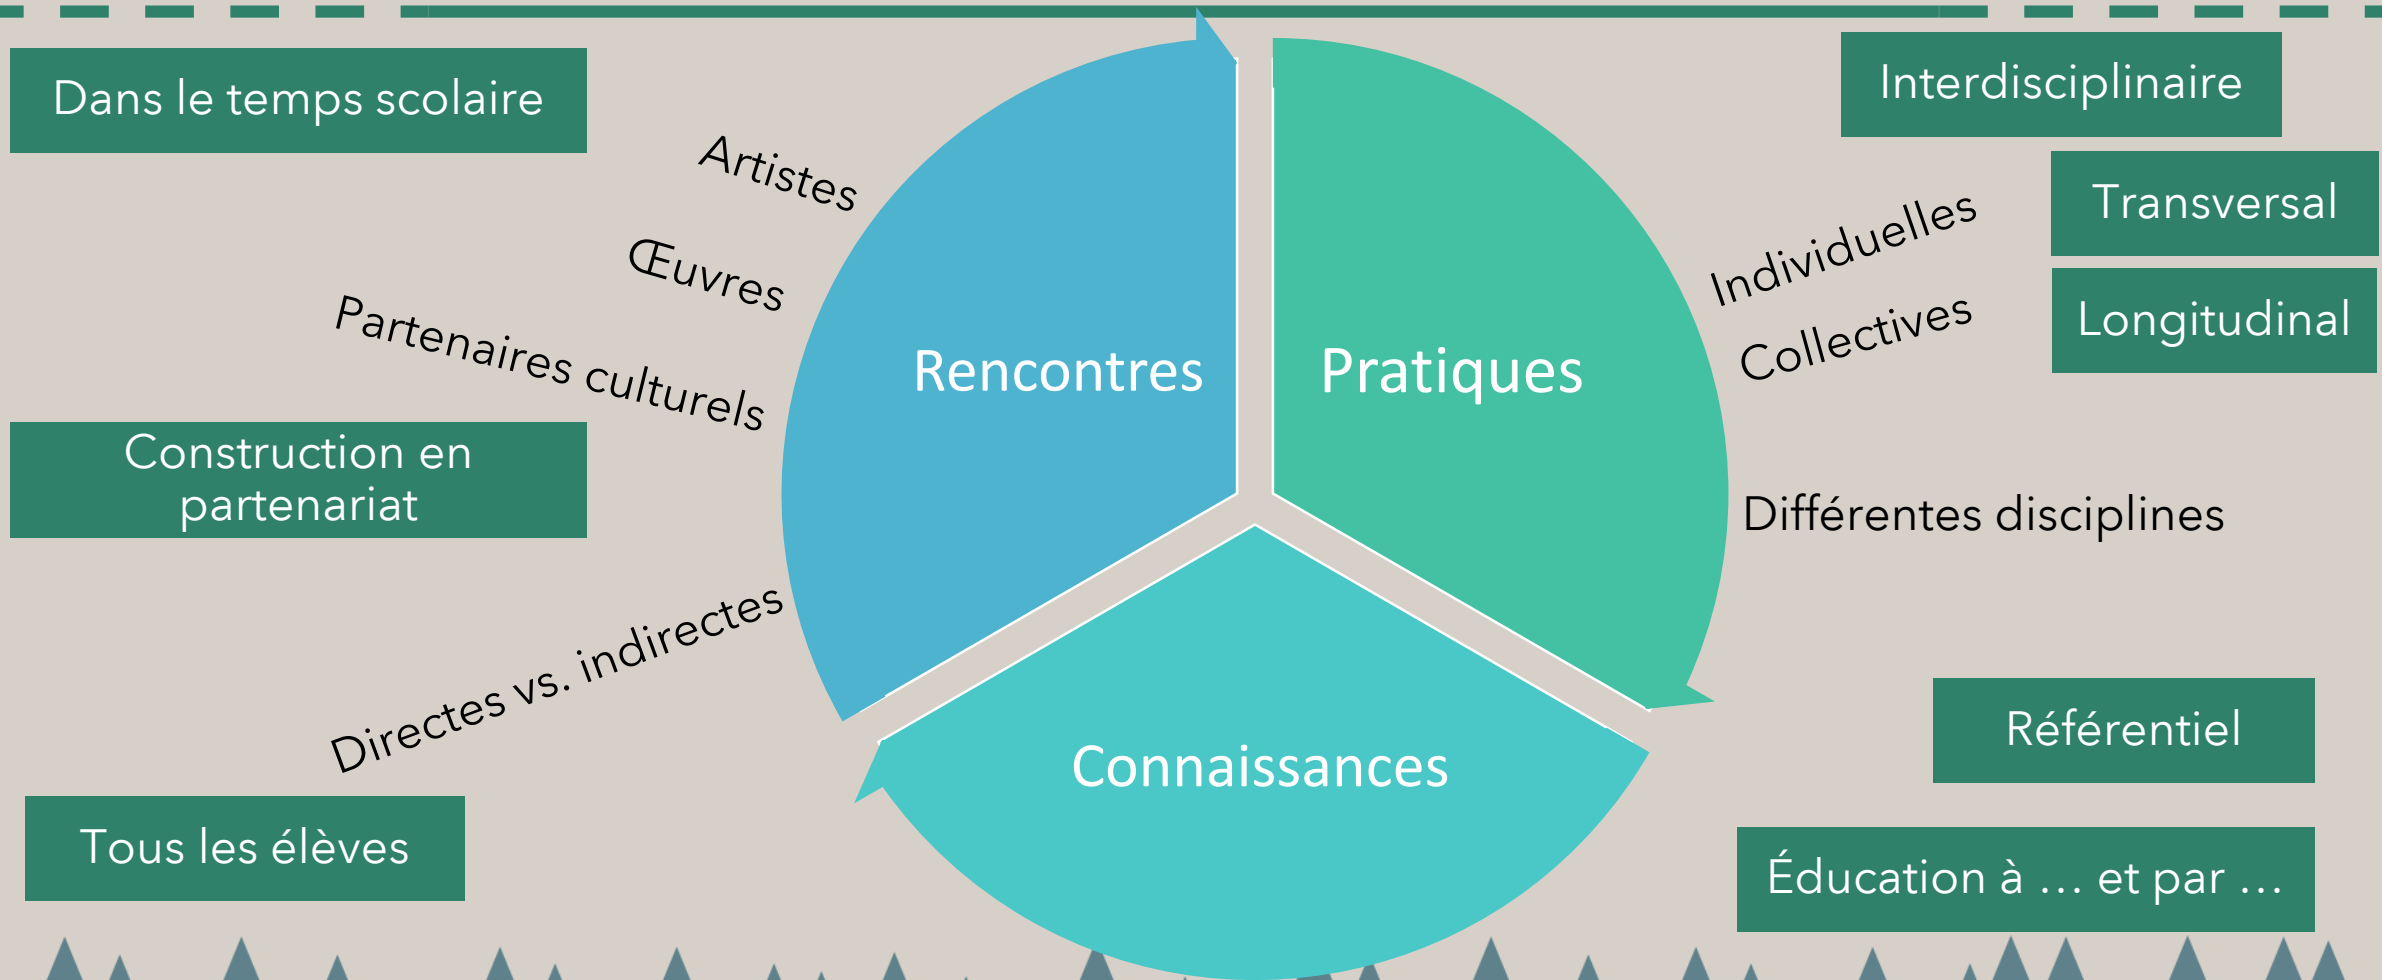 Dans le temps scolaire
Artistes
Œuvres
Partenaires culturels
Construction en
partenariat
Directes vs. indirectes
Tous les élèves
Rencontres
Pratiques
Connaissances
Interdisciplinaire
Transversal
Longitudinal
Individuelles
Collectives
Différentes disciplines
Référentiel
Éducation à … et par …